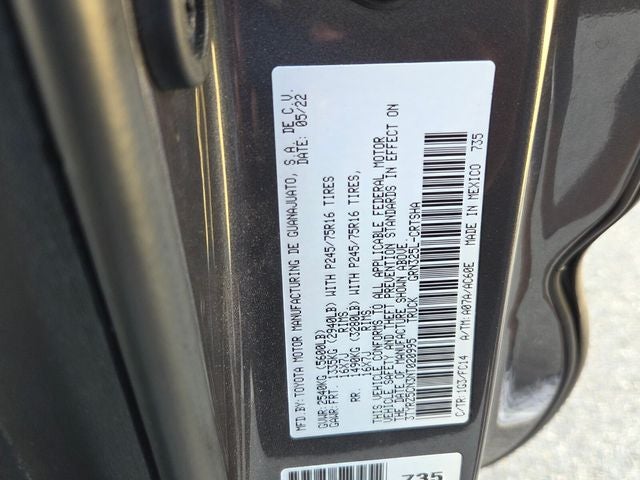 MFD.BY: TOYOTA MOTOR MANUFACTURING DE GUANAJUATO, S.A. DE C.V.
DATE: 05/22
GVWR: 2540KG (5600LB)
GAWR: FR. 1335KG (2940LB) WITH P245/75R16 TIRES
16X7J RIMS
RR. 1490KG (3280LB) WITH P245/75R16 TIRES,
16X7J RIMS
THIS VEHICLE CONFORMS TO ALL APPLICABLE FEDERAL MOTOR
VEHICLE SAFETY AND THEFT PREVENTION STANDARDS IN EFFECT ON
THE DATE OF MANUFACTURE SHOWN ABOVE.
3TYRZ5CN3NT020995 TRUCK GRN325L-CRTSHA
C/TR: 1G3/FC14 A/TM: A07A/AC60E MADE IN MEXICO 735
735